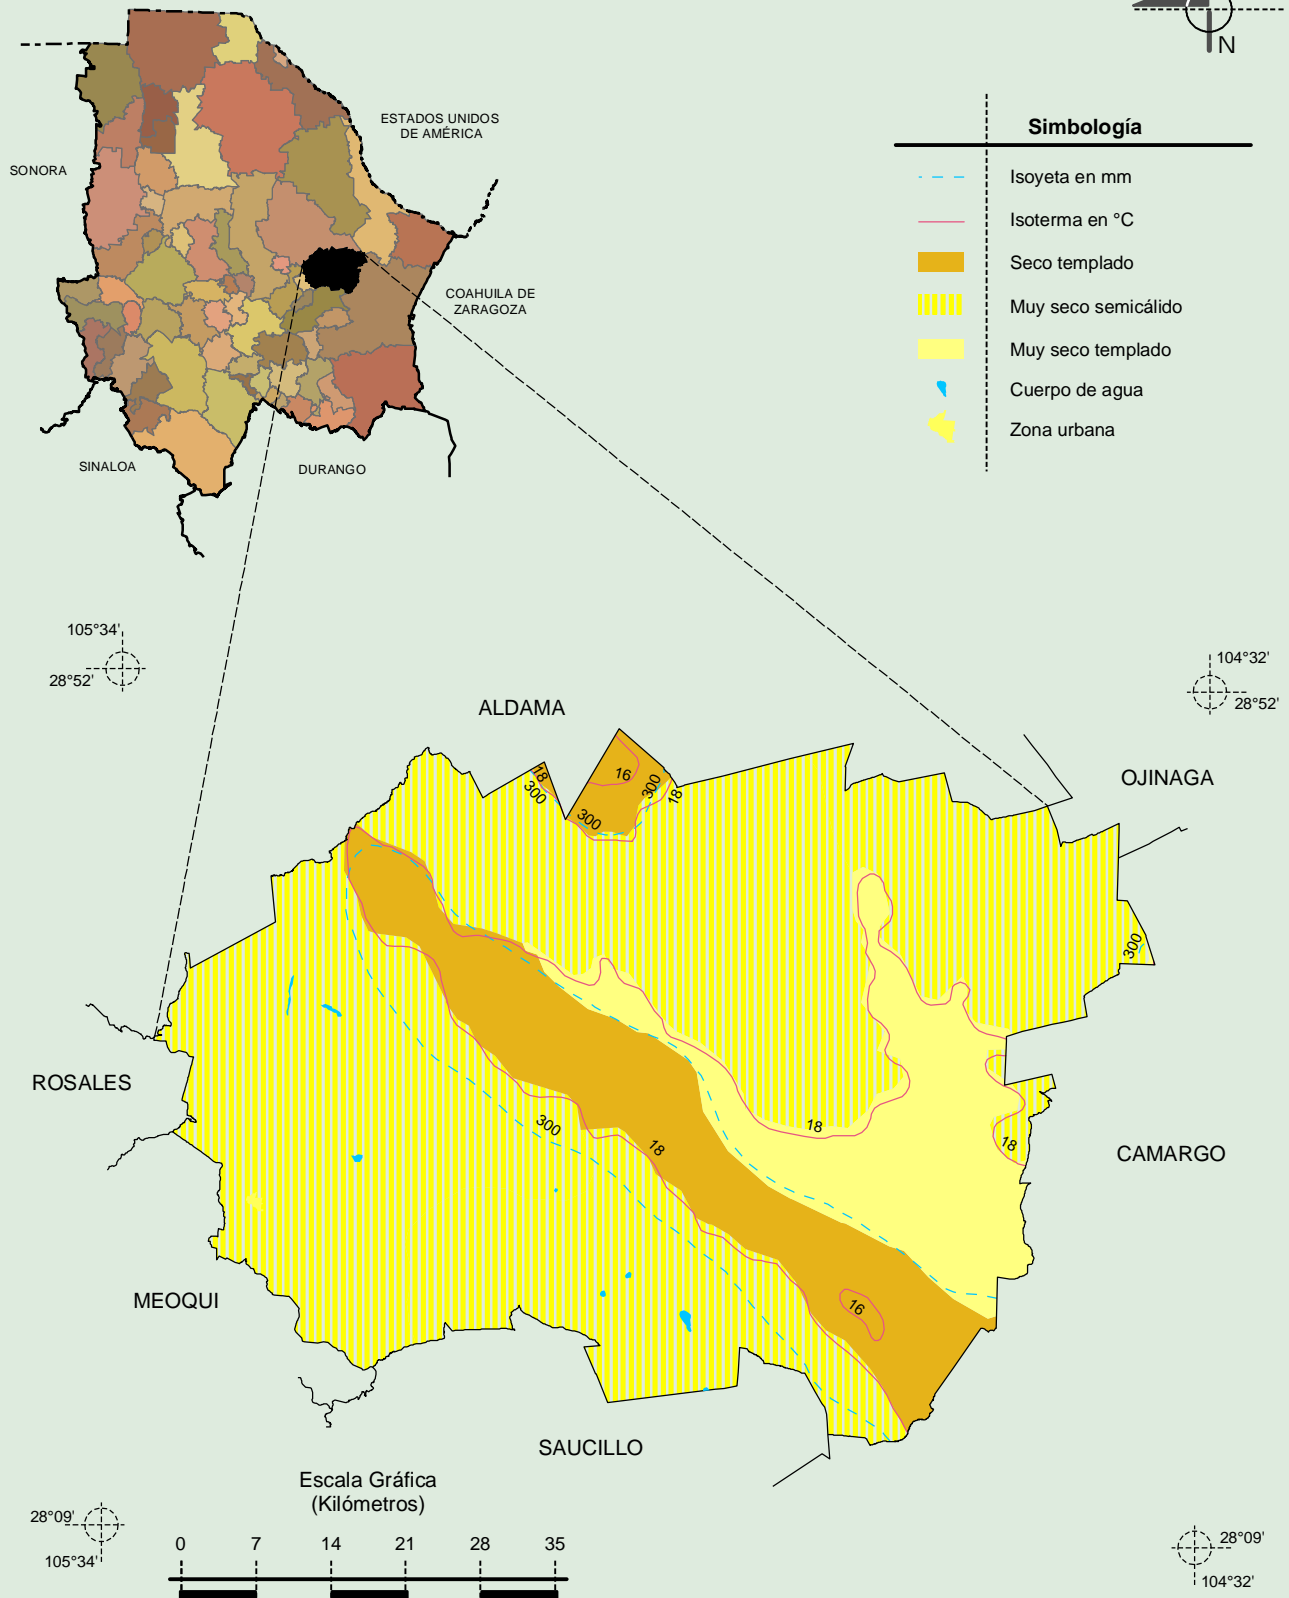 N
ESTADOS UNIDOS
DE AMÉRICA
SONORA
COAHUILA DE
ZARAGOZA
SINALOA
DURANGO
Simbología
Isoyeta en mm
Isoterma en °C
Seco templado
Muy seco semicálido
Muy seco templado
Cuerpo de agua
Zona urbana
105°34'
28°52'
104°32'
28°52'
ALDAMA
OJINAGA
18
300
16
300
300
18
300
ROSALES
300
18
18
18
CAMARGO
MEOQUI
16
SAUCILLO
Escala Gráfica
(Kilómetros)
0 7 14 21 28 35
28°09'
105°34'
28°09'
104°32'